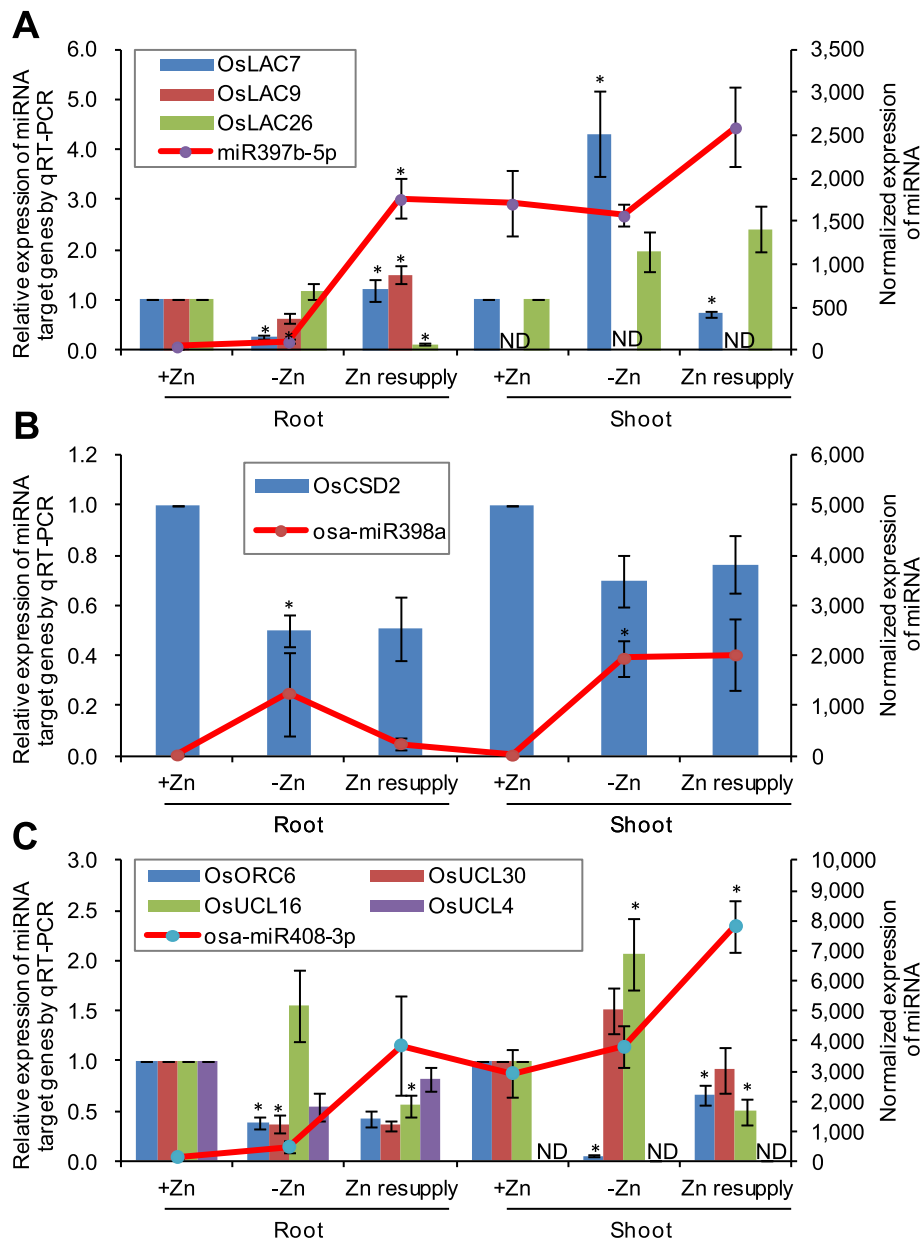 A
Relative expression of miRNA
target genes by qRT-PCR
6.0
5.0
4.0
3.0
2.0
1.0
0.0
OsLAC7
OsLAC9
OsLAC26
miR397b-5p
* * * * * * * *
ND ND ND
3,500
3,000
2,500
2,000
1,500
1,000
500
0
Normalized expression
of miRNA
+Zn -Zn Zn resupply +Zn -Zn Zn resupply
Root Shoot
B
Relative expression of miRNA
target genes by qRT-PCR
1.2
1.0
0.8
0.6
0.4
0.2
0.0
OsCSD2
osa-miR398a
* *
6,000
5,000
4,000
3,000
2,000
1,000
0
Normalized expression
of miRNA
+Zn -Zn Zn resupply +Zn -Zn Zn resupply
Root Shoot
C
Relative expression of miRNA
target genes by qRT-PCR
3.0
2.5
2.0
1.5
1.0
0.5
0.0
OsORC6 OsUCL30
OsUCL16 OsUCL4
osa-miR408-3p
* * * * * * * *
ND ND ND
10,000
9,000
8,000
7,000
6,000
5,000
4,000
3,000
2,000
1,000
0
Normalized expression
of miRNA
+Zn -Zn Zn resupply +Zn -Zn Zn resupply
Root Shoot